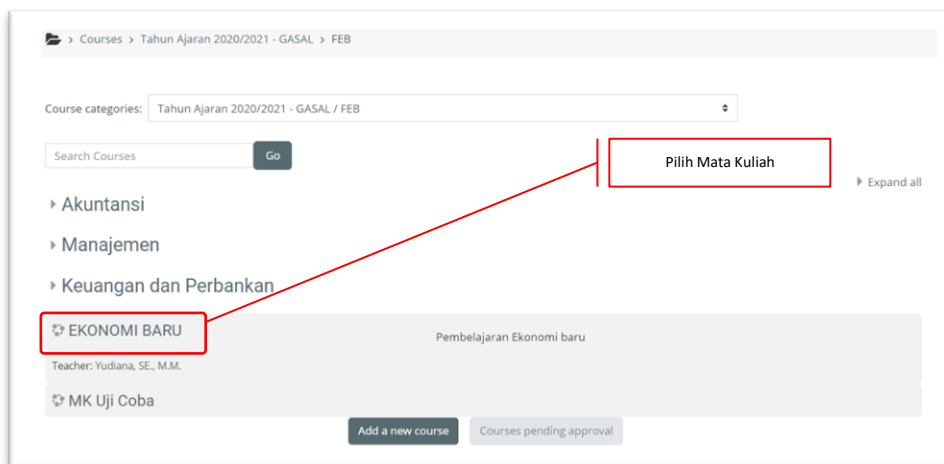 > Courses > Tahun Ajaran 2020/2021 - GASAL > FEB
Course categories: Tahun Ajaran 2020/2021 - GASAL / FEB
Search Courses Go
Pilih Mata Kuliah
Expand all
Akuntansi
Manajemen
Keuangan dan Perbankan
EKONOMI BARU
Pembelajaran Ekonomi baru
Teacher: Yudiana, SE., M.M.
MK Uji Coba
Add a new course Courses pending approval